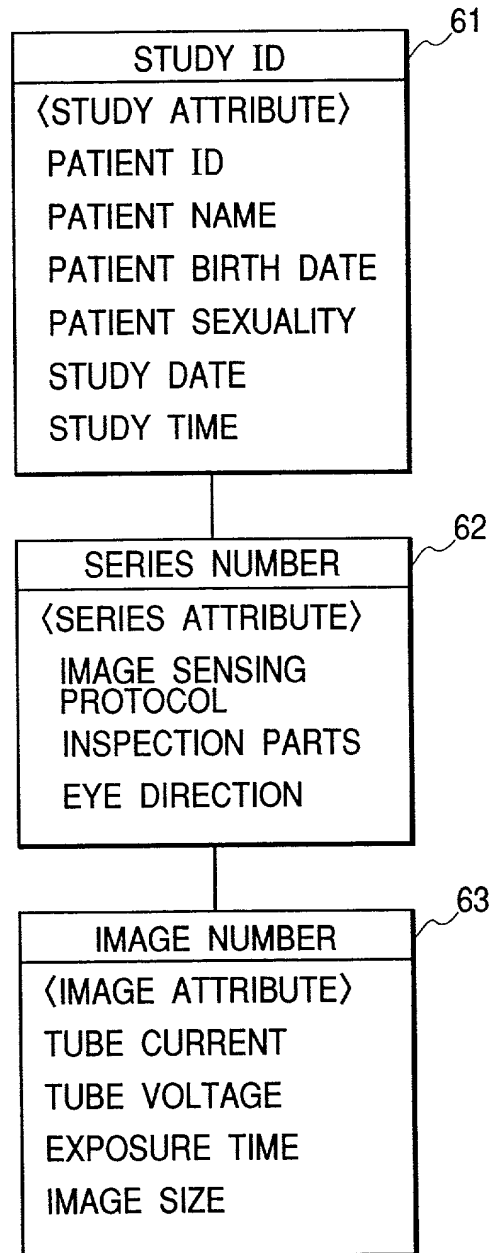 61
STUDY ID
〈STUDY ATTRIBUTE〉
PATIENT ID
PATIENT NAME
PATIENT BIRTH DATE
PATIENT SEXUALITY
STUDY DATE
STUDY TIME
62
SERIES NUMBER
〈SERIES ATTRIBUTE〉
IMAGE SENSING
PROTOCOL
INSPECTION PARTS
EYE DIRECTION
63
IMAGE NUMBER
〈IMAGE ATTRIBUTE〉
TUBE CURRENT
TUBE VOLTAGE
EXPOSURE TIME
IMAGE SIZE